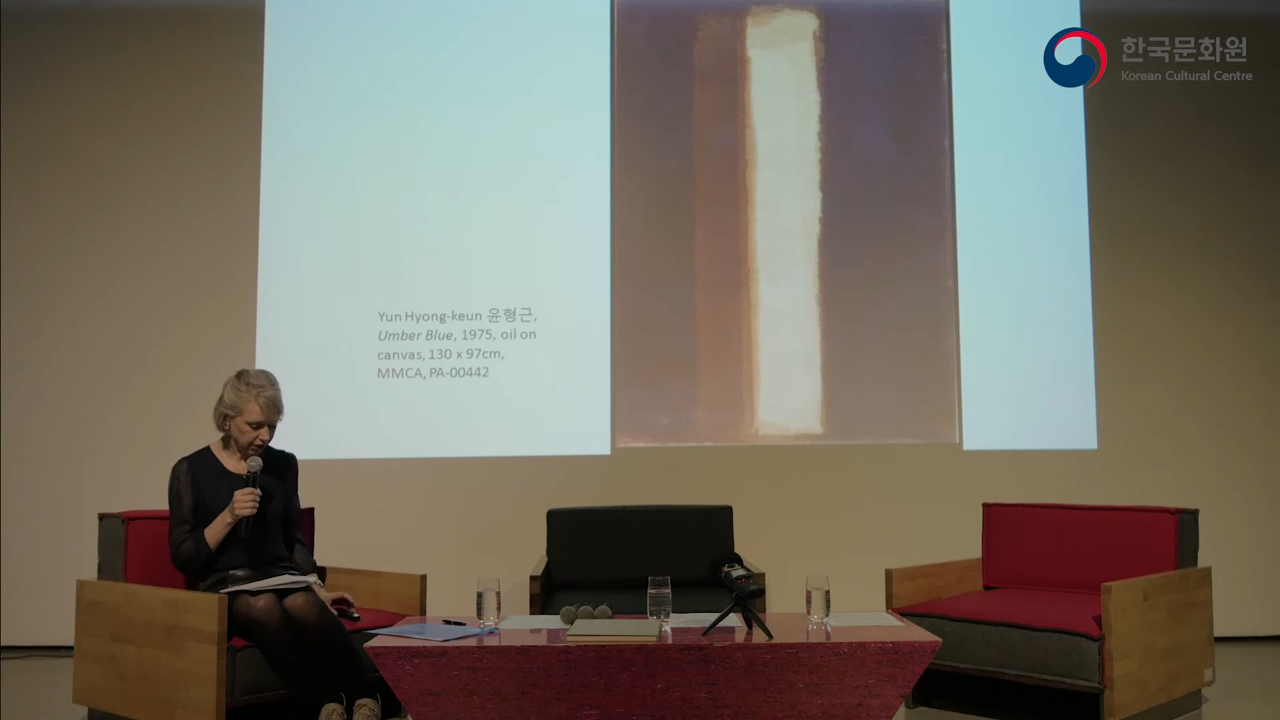 한국문화원
Korean Cultural Centre
Yun Hyong-keun 윤형근,
Umber Blue, 1975, oil on
canvas, 130 x 97cm,
MMCA, PA-00442